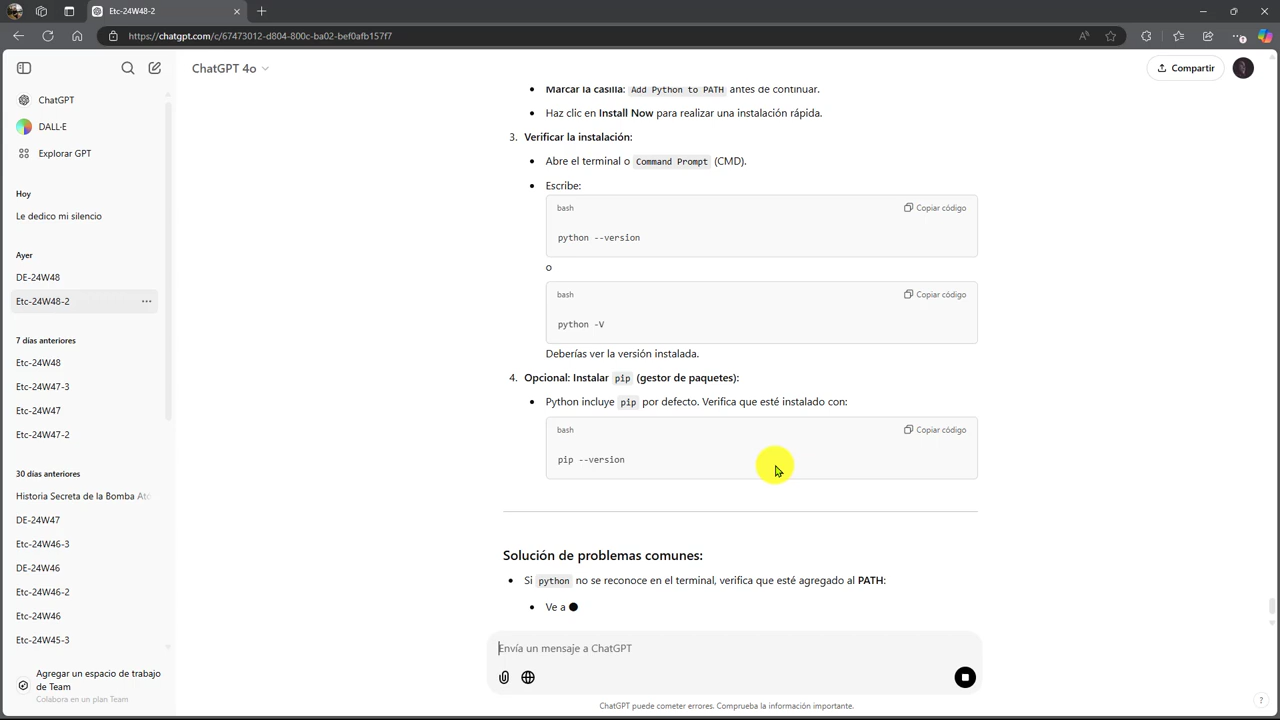 Etc-24W48-2
https://chatgpt.com/c/67473012-d804-800c-ba02-bef0afb157f7
ChatGPT 4o
Compartir
ChatGPT
DALL-E
Explorar GPT
Hoy
Le dedico mi silencio
Ayer
DE-24W48
Etc-24W48-2
7 días anteriores
Etc-24W48
Etc-24W47-3
Etc-24W47
Etc-24W47-2
30 días anteriores
Historia Secreta de la Bomba Ató
DE-24W47
Etc-24W46-3
DE-24W46
Etc-24W46-2
Etc-24W46
Etc-24W45-3
Agregar un espacio de trabajo
de Team
Colabora en un plan Team
Marcar la casilla: Add Python to PATH antes de continuar.
Haz clic en Install Now para realizar una instalación rápida.
3. Verificar la instalación:
Abre el terminal o Command Prompt (CMD).
Escribe:
bash Copiar código
python --version
o
bash Copiar código
python -V
Deberías ver la versión instalada.
4. Opcional: Instalar pip (gestor de paquetes):
Python incluye pip por defecto. Verifica que esté instalado con:
bash Copiar código
pip --version
Solución de problemas comunes:
Si python no se reconoce en el terminal, verifica que esté agregado al PATH:
Ve a
Envía un mensaje a ChatGPT
ChatGPT puede cometer errores. Comprueba la información importante.
?